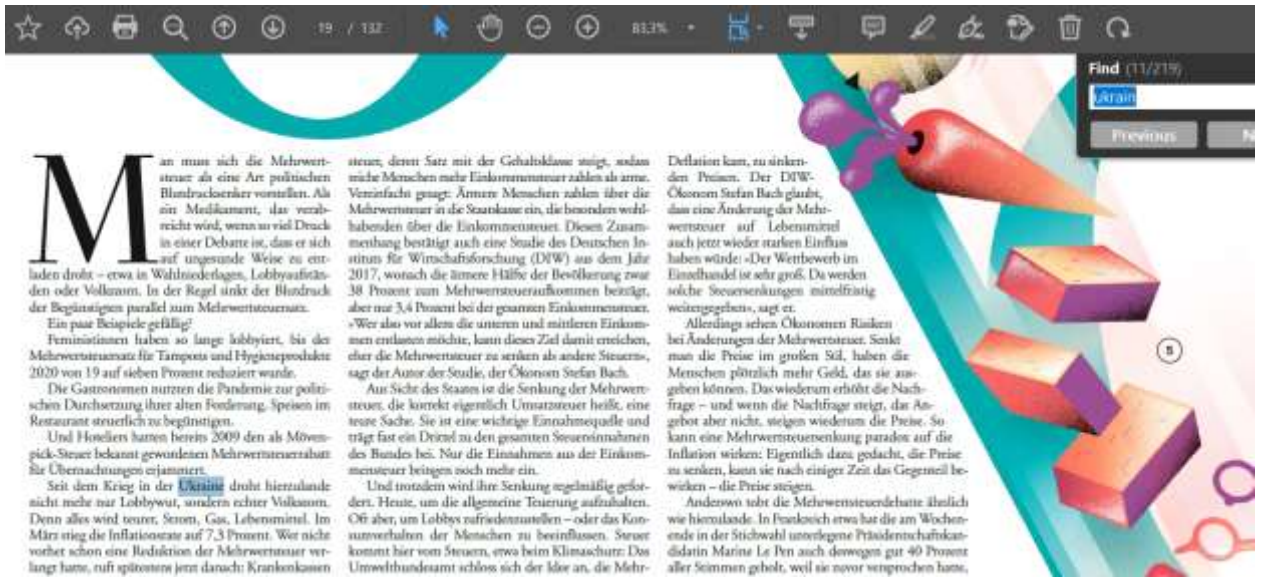 19 / 132
83,3%
Find (11/219)
ukrain
Previous
N
Man muss sich die Mehrwert-
steuer als eine Art politischen
Blutdrucksenker vorstellen. Als
ein Medikament, das verab-
reicht wird, wenn so viel Druck
in einer Debatte ist, dass er sich
auf ungesunde Weise zu ent-
laden droht – etwa in Wahlniederlagen, Lobbyaufstän-
den oder Volkszorn. In der Regel sinkt der Blutdruck
der Begünstigten parallel zum Mehrwertsteuersatz.
Ein paar Beispiele gefällig?
Feministinnen haben so lange lobbyiert, bis der
Mehrwertsteuersatz für Tampons und Hygieneprodukte
2020 von 19 auf sieben Prozent reduziert wurde.
Die Gastronomen nutzten die Pandemie zur politi-
schen Durchsetzung ihrer alten Forderung, Speisen im
Restaurant steuerlich zu begünstigen.
Und Hoteliers hatten bereits 2009 den als Möven-
pick-Steuer bekannt gewordenen Mehrwertsteuerrabatt
für Übernachtungen erjammert.
Seit dem Krieg in der Ukraine droht hierzulande
nicht mehr nur Lobbywut, sondern echter Volkszorn.
Denn alles wird teurer, Strom, Gas, Lebensmittel. Im
März stieg die Inflationsrate auf 7,3 Prozent. Wer nicht
vorher schon eine Reduktion der Mehrwertsteuer ver-
langt hatte, ruft spätestens jetzt danach: Krankenkassen
steuer, deren Satz mit der Gehaltsklasse steigt, sodass
reiche Menschen mehr Einkommensteuer zahlen als arme.
Vereinfacht gesagt: Ärmere Menschen zahlen über die
Mehrwertsteuer in die Staatskasse ein, die besonders wohl-
habenden über die Einkommensteuer. Diesen Zusam-
menhang bestätigt auch eine Studie des Deutschen In-
stituts für Wirtschaftsforschung (DIW) aus dem Jahr
2017, wonach die ärmere Hälfte der Bevölkerung zwar
38 Prozent zum Mehrwertsteueraufkommen beiträgt,
aber nur 3,4 Prozent bei der gesamten Einkommensteuer.
»Wer also vor allem die unteren und mittleren Einkom-
men entlasten möchte, kann dieses Ziel damit erreichen,
eher die Mehrwertsteuer zu senken als andere Steuern«,
sagt der Autor der Studie, der Ökonom Stefan Bach.
Aus Sicht des Staates ist die Senkung der Mehrwert-
steuer, die korrekt eigentlich Umsatzsteuer heißt, eine
teure Sache. Sie ist eine wichtige Einnahmequelle und
trägt fast ein Drittel zu den gesamten Steuereinnahmen
des Bundes bei. Nur die Einnahmen aus der Einkom-
mensteuer bringen noch mehr ein.
Und trotzdem wird ihre Senkung regelmäßig gefor-
dert. Heute, um die allgemeine Teuerung aufzuhalten.
Oft aber, um Lobbys zufriedenzustellen – oder das Kon-
sumverhalten der Menschen zu beeinflussen. Steuer
kommt hier vom Steuern, etwa beim Klimaschutz: Das
Umweltbundesamt schloss sich der Idee an, die Mehr-
Deflation kam, zu sinken-
den Preisen. Der DIW-
Ökonom Stefan Bach glaubt,
dass eine Änderung der Mehr-
wertsteuer auf Lebensmittel
auch jetzt wieder starken Einfluss
haben würde: »Der Wettbewerb im
Einzelhandel ist sehr groß. Da werden
solche Steuersenkungen mittelfristig
weitergegeben«, sagt er.
Allerdings sehen Ökonomen Risiken
bei Änderungen der Mehrwertsteuer. Senkt
man die Preise im großen Stil, haben die
Menschen plötzlich mehr Geld, das sie aus-
geben können. Das wiederum erhöht die Nach-
frage – und wenn die Nachfrage steigt, das An-
gebot aber nicht, steigen wiederum die Preise. So
kann eine Mehrwertsteuersenkung paradox auf die
Inflation wirken: Eigentlich dazu gedacht, die Preise
zu senken, kann sie nach einiger Zeit das Gegenteil be-
wirken – die Preise steigen.
Anderswo tobt die Mehrwertsteuerdebatte ähnlich
wie hierzulande. In Frankreich etwa hat die am Wochen-
ende in der Stichwahl unterlegene Präsidentschaftskan-
didatin Marine Le Pen auch deswegen gut 40 Prozent
aller Stimmen geholt, weil sie zuvor versprochen hatte,
5